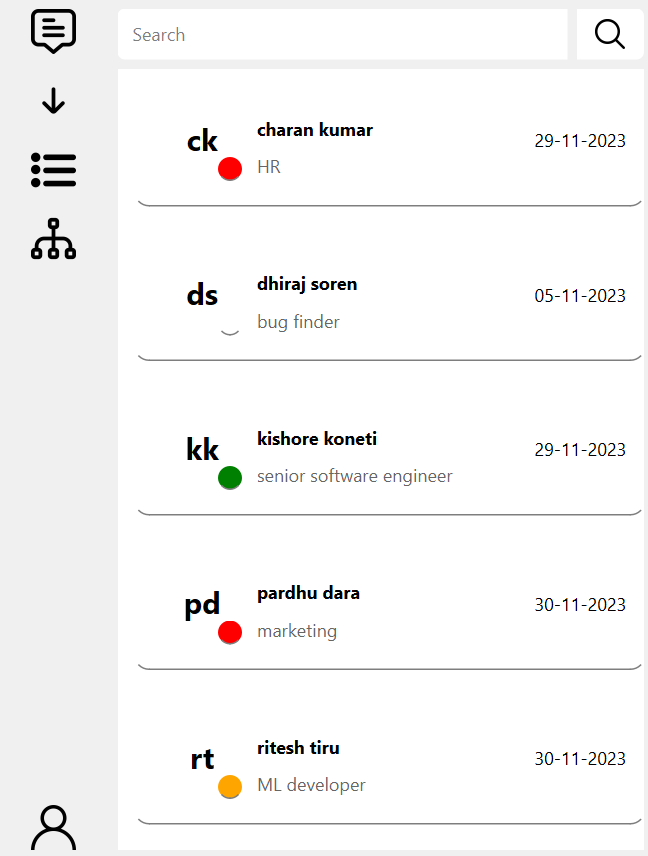 Search
ck
charan kumar
29-11-2023
HR
ds
dhiraj soren
05-11-2023
bug finder
kk
kishore koneti
29-11-2023
senior software engineer
pd
pardhu dara
30-11-2023
marketing
rt
ritesh tiru
30-11-2023
ML developer